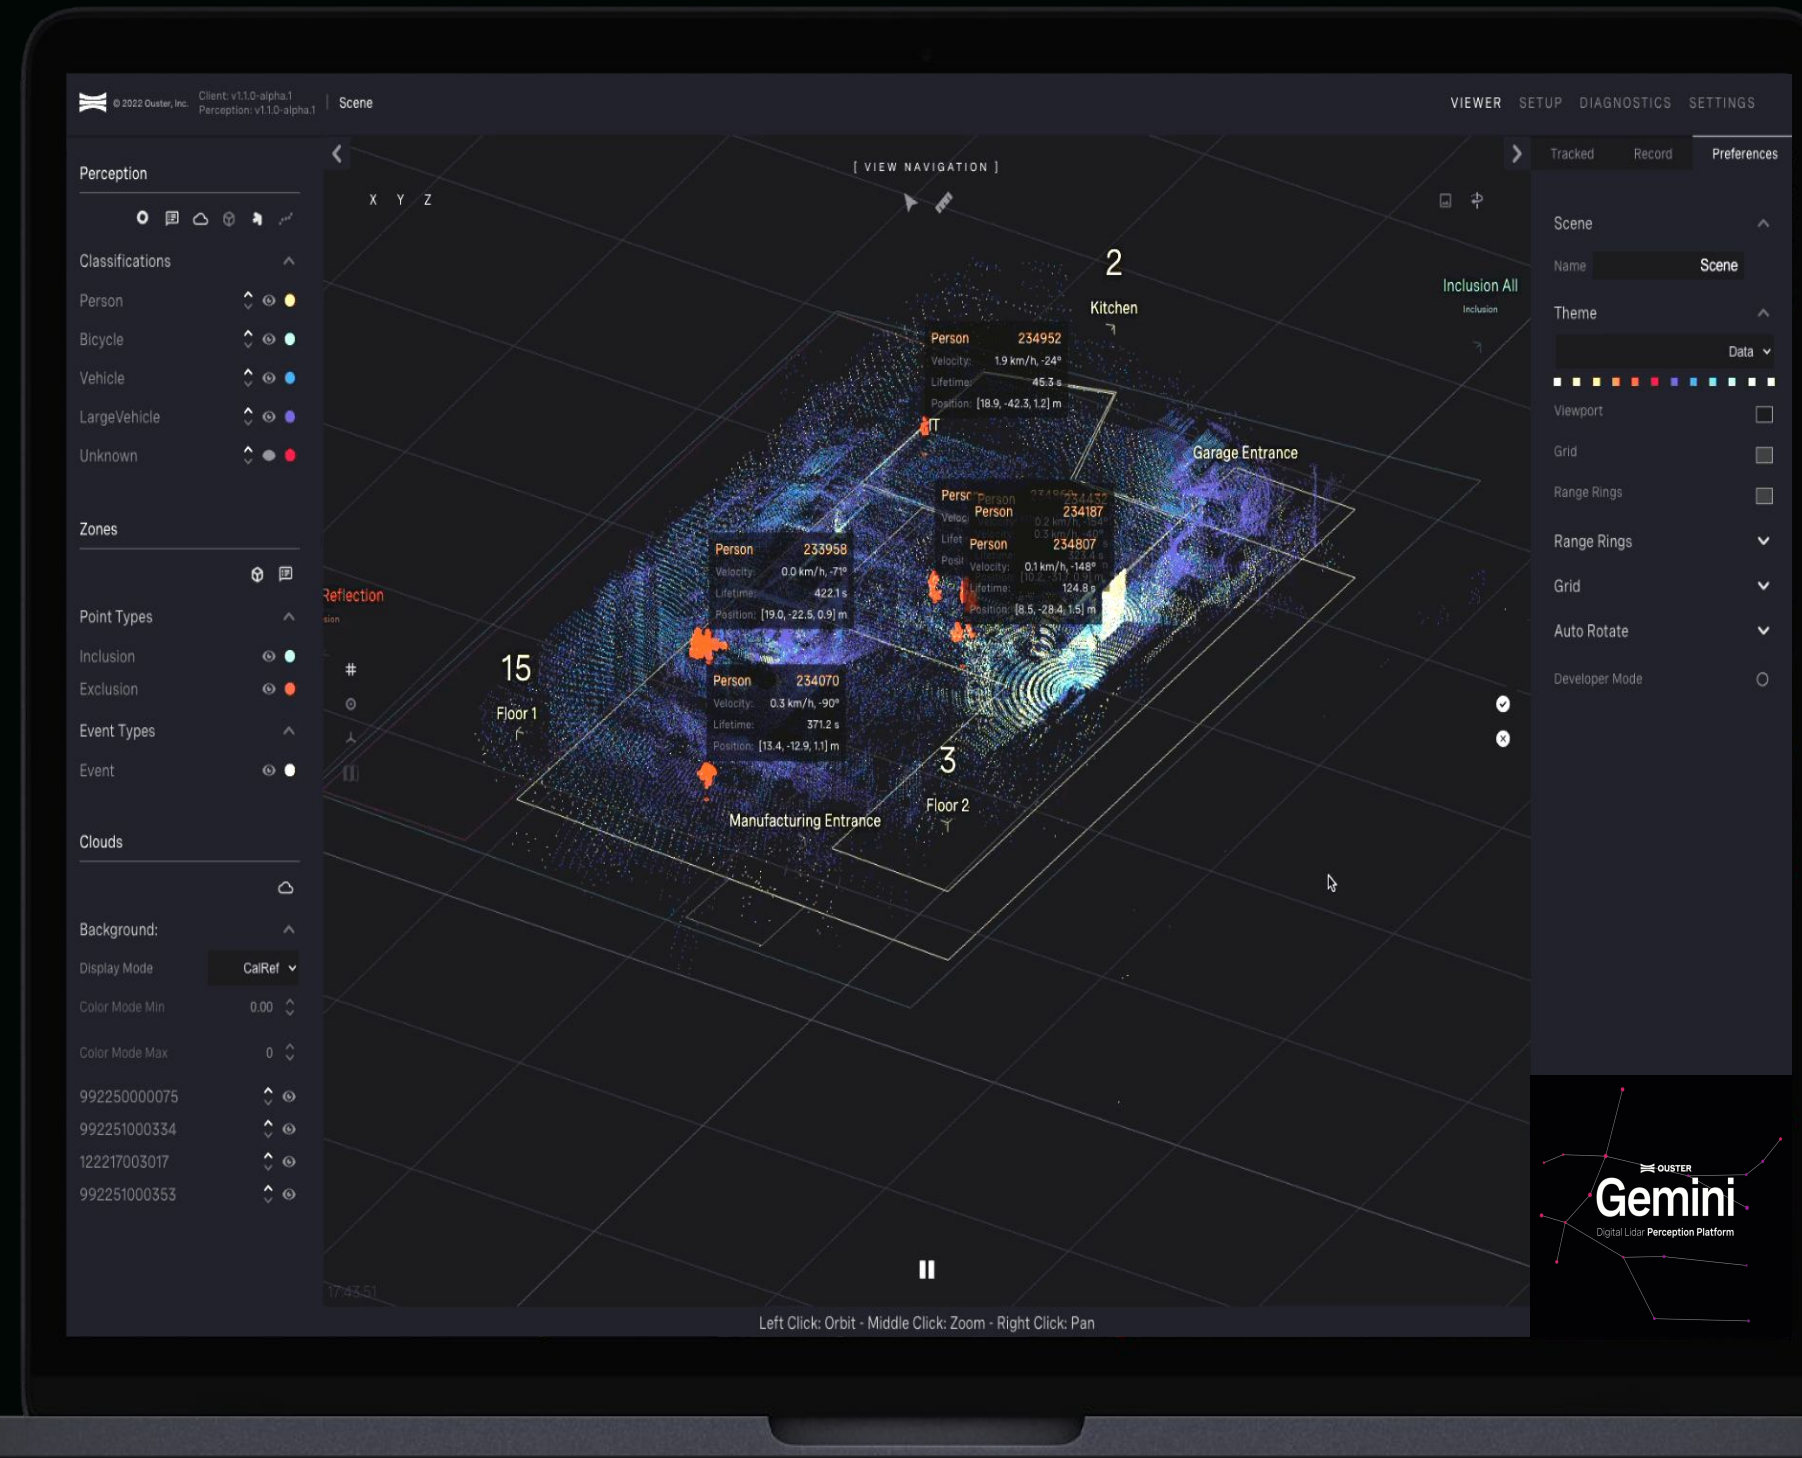 © 2022 Ouster, Inc.
Client: v1.1.0-alpha.1
Perception: v1.1.0-alpha.1
Scene
VIEWER SETUP DIAGNOSTICS SETTINGS
Perception
Classifications
Person
Bicycle
Vehicle
LargeVehicle
Unknown
Zones
Point Types
Inclusion
Exclusion
Event Types
Event
Clouds
Background:
Display Mode CalRef
Color Mode Min 0.00
Color Mode Max 0
992250000075
992251000334
122217003017
992251000353
[ VIEW NAVIGATION ]
X Y Z
2
Kitchen
Inclusion All
Inclusion
Person 234952
Velocity: 1.9 km/h, -24°
Lifetime: 45.3 s
Position: [18.9, -42.3, 1.2] m
IT
Garage Entrance
Person 234432
Person 234187
Person 234807
Velocity: 0.1 km/h, -148°
Lifetime: 124.8 s
Position: [8.5, -28.4, 1.5] m
Person 233958
Velocity: 0.0 km/h, -71°
Lifetime: 422.1 s
Position: [19.0, -22.5, 0.9] m
Reflection
sion
15
Floor 1
Person 234070
Velocity: 0.3 km/h, -90°
Lifetime: 371.2 s
Position: [13.4, -12.9, 1.1] m
3
Floor 2
Manufacturing Entrance
17:43:51
Left Click: Orbit - Middle Click: Zoom - Right Click: Pan
Tracked Record Preferences
Scene
Name Scene
Theme
Data
Viewport
Grid
Range Rings
Range Rings
Grid
Auto Rotate
Developer Mode
OUSTER
Gemini
Digital Lidar Perception Platform